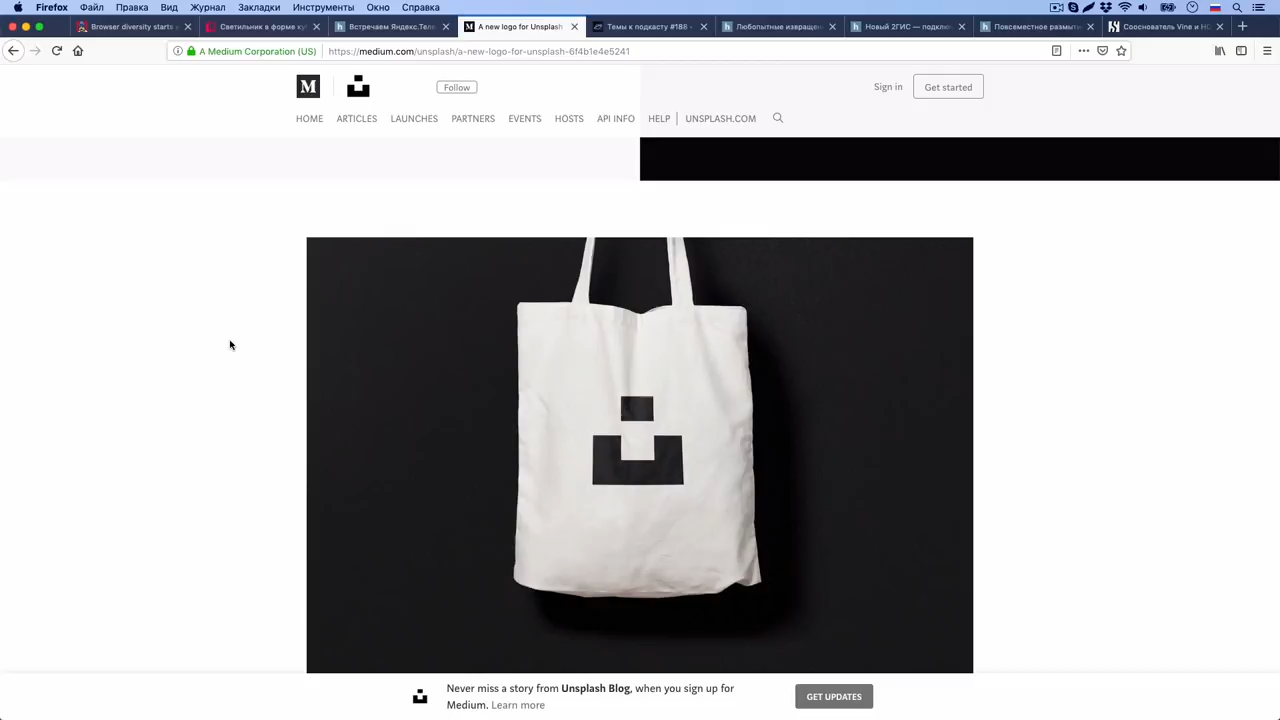 Firefox Файл Правка Вид Журнал Закладки Инструменты Окно Справка
Browser diversity starts w
Светильник в форме ку
Встречаем Яндекс.Теле
A new logo for Unsplash
Темы к подкасту #188
Любопытные извращен
Новый 2ГИС — подклю
Повсеместное размыти
Сооснователь Vine и HQ
A Medium Corporation (US)
https://medium.com/unsplash/a-new-logo-for-unsplash-6f4b1e4e5241
M
Follow
Sign in
Get started
HOME ARTICLES LAUNCHES PARTNERS EVENTS HOSTS API INFO HELP UNSPLASH.COM
Never miss a story from Unsplash Blog, when you sign up for
Medium. Learn more
GET UPDATES